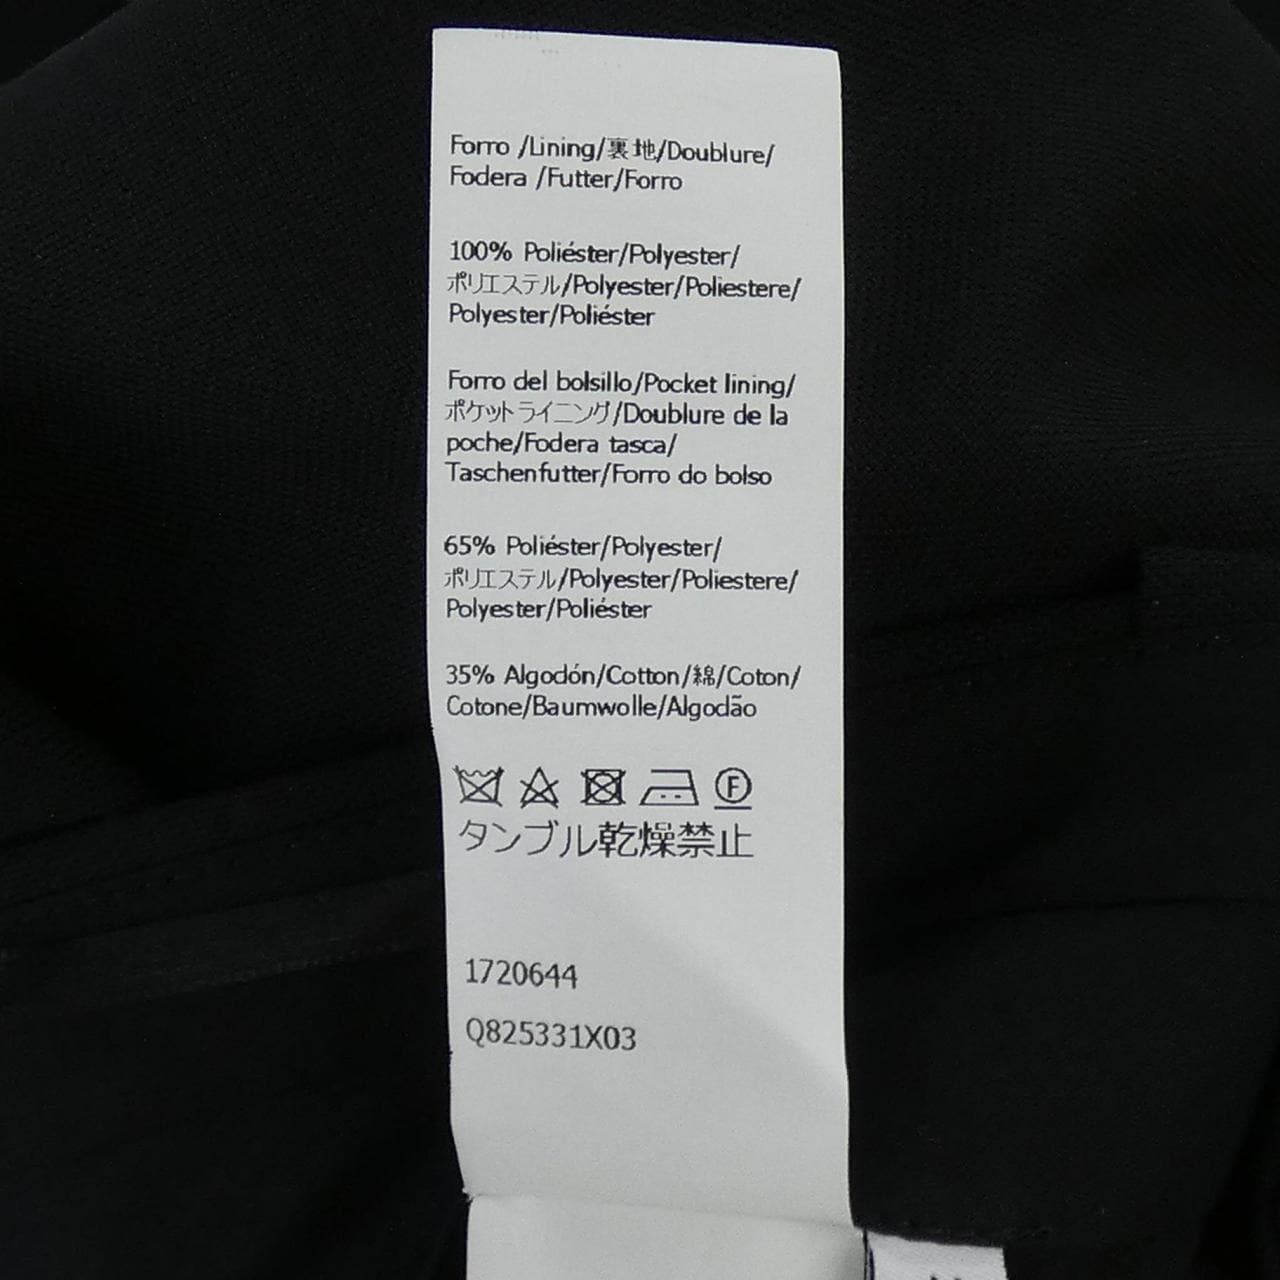 Forro /Lining/裏地/Doublure/
Fodera /Futter/Forro
100% Poliéster/Polyester/
ポリエステル/Polyester/Poliestere/
Polyester/Poliéster
Forro del bolsillo/Pocket lining/
ポケットライニング/Doublure de la
poche/Fodera tasca/
Taschenfutter/Forro do bolso
65% Poliéster/Polyester/
ポリエステル/Polyester/Poliestere/
Polyester/Poliéster
35% Algodón/Cotton/綿/Coton/
Cotone/Baumwolle/Algodão
F
タンブル乾燥禁止
1720644
Q825331X03